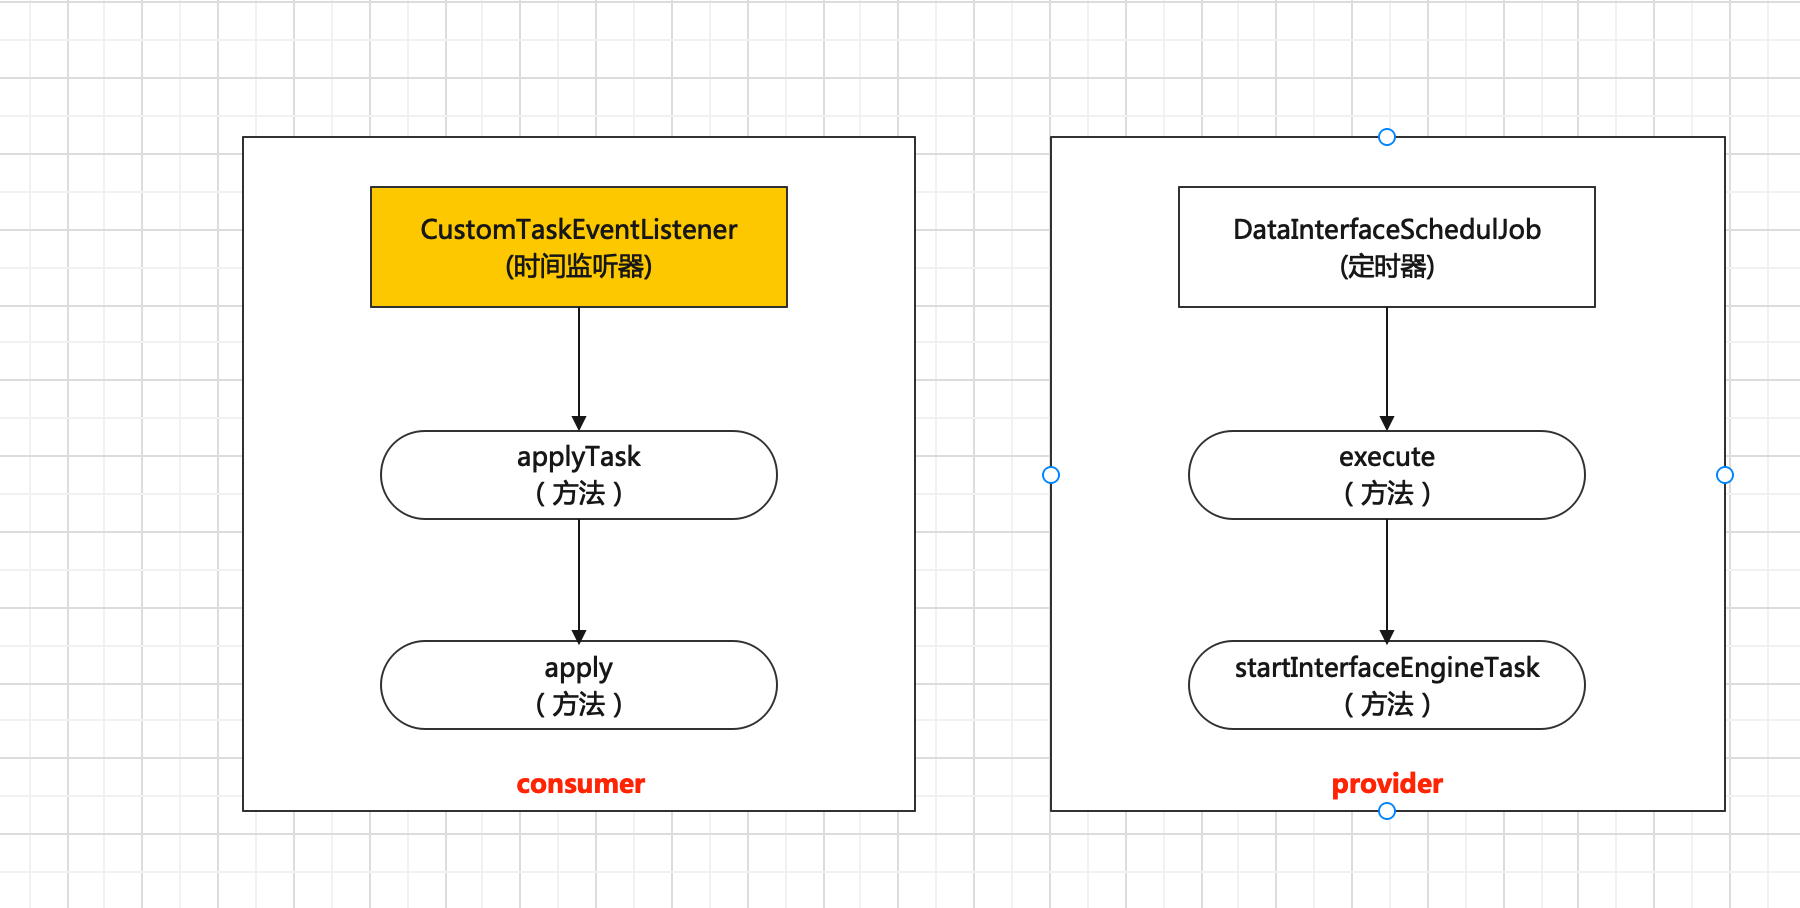 CustomTaskEventListener
(时间监听器)
applyTask
（方法）
apply
（方法）
consumer
DataInterfaceSchedulJob
(定时器)
execute
（方法）
startInterfaceEngineTask
（方法）
provider